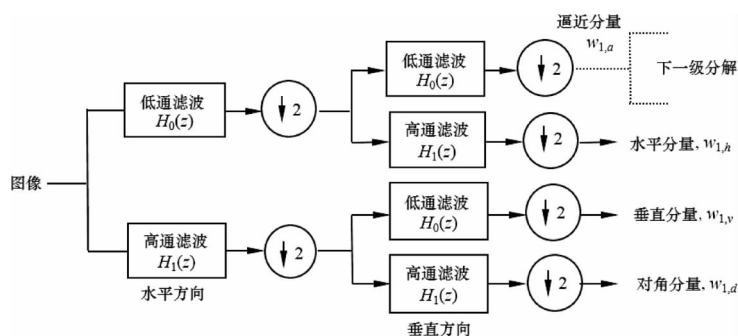 逼近分量
w1,a
低通滤波
H0(z)
2
下一级分解
低通滤波
H0(z)
2
高通滤波
H1(z)
2
水平分量, w1,h
图像
低通滤波
H0(z)
2
垂直分量, w1,v
高通滤波
H1(z)
2
水平方向
高通滤波
H1(z)
2
对角分量, w1,d
垂直方向